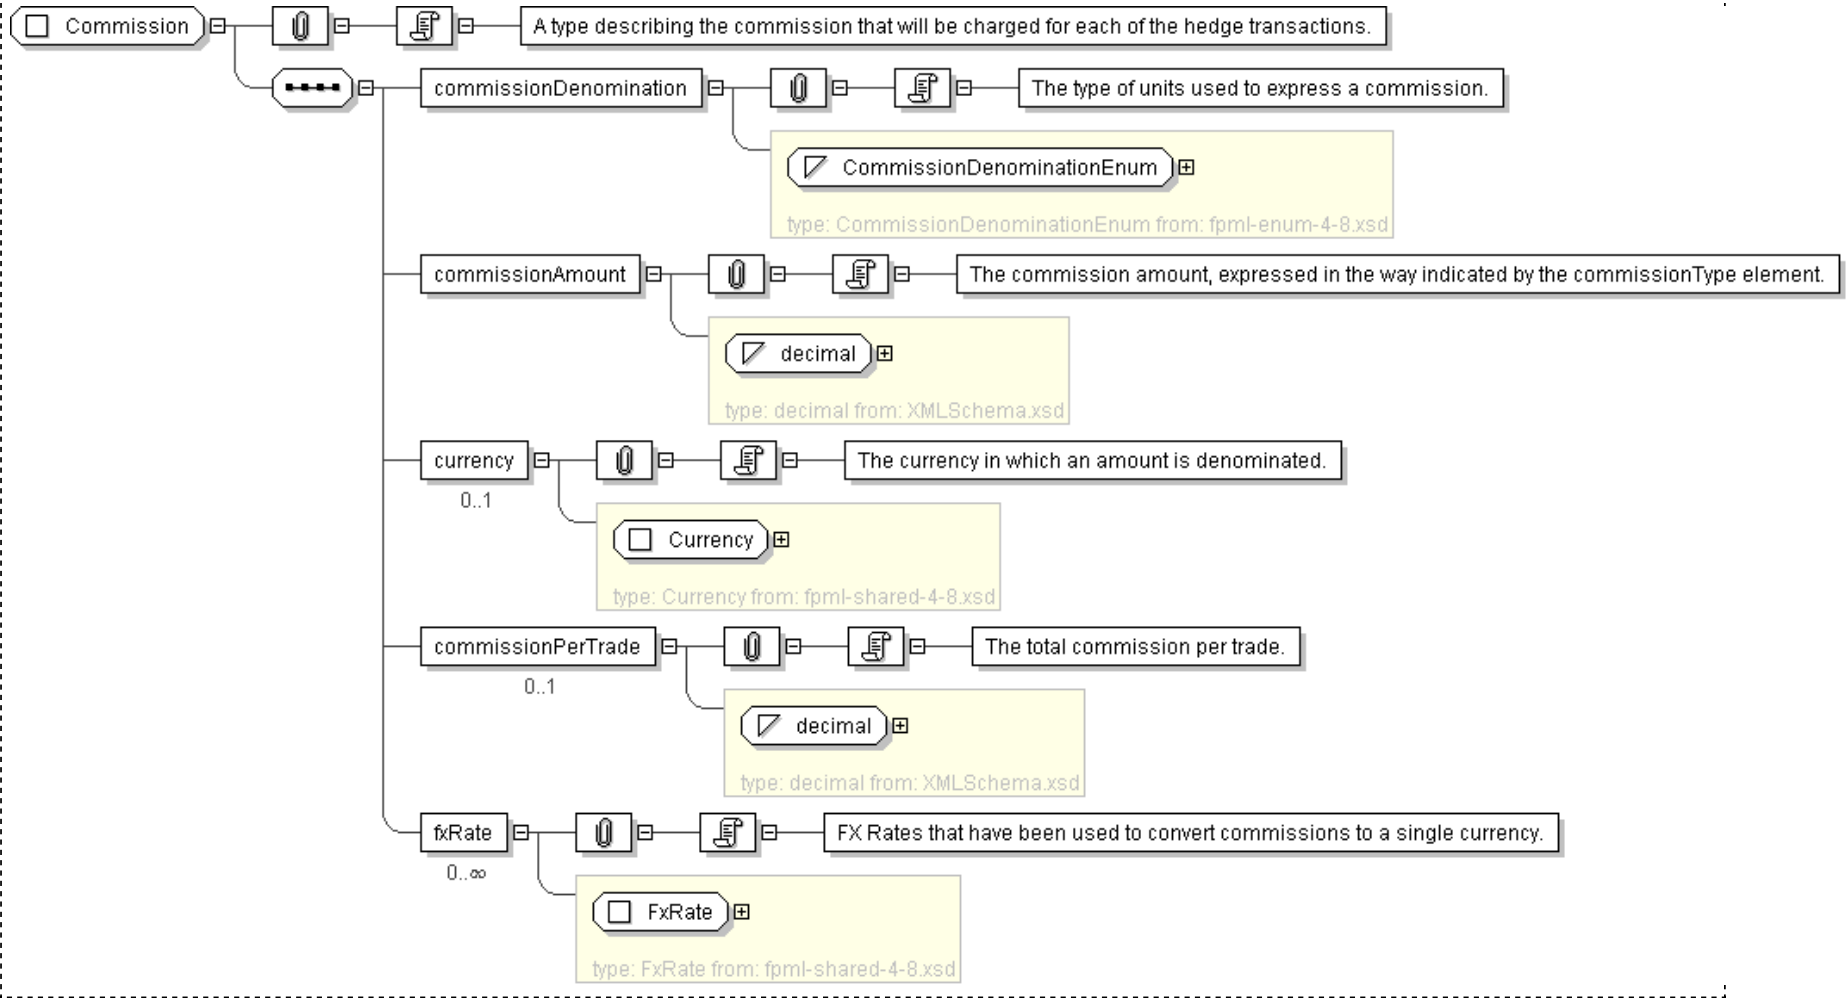 Commission
A type describing the commission that will be charged for each of the hedge transactions.
commissionDenomination
The type of units used to express a commission.
CommissionDenominationEnum
type: CommissionDenominationEnum from: fpml-enum-4-8.xsd
commissionAmount
The commission amount, expressed in the way indicated by the commissionType element.
decimal
type: decimal from: XMLSchema.xsd
currency
The currency in which an amount is denominated.
0..1
Currency
type: Currency from: fpml-shared-4-8.xsd
commissionPerTrade
The total commission per trade.
0..1
decimal
type: decimal from: XMLSchema.xsd
fxRate
FX Rates that have been used to convert commissions to a single currency.
0..∞
FxRate
type: FxRate from: fpml-shared-4-8.xsd